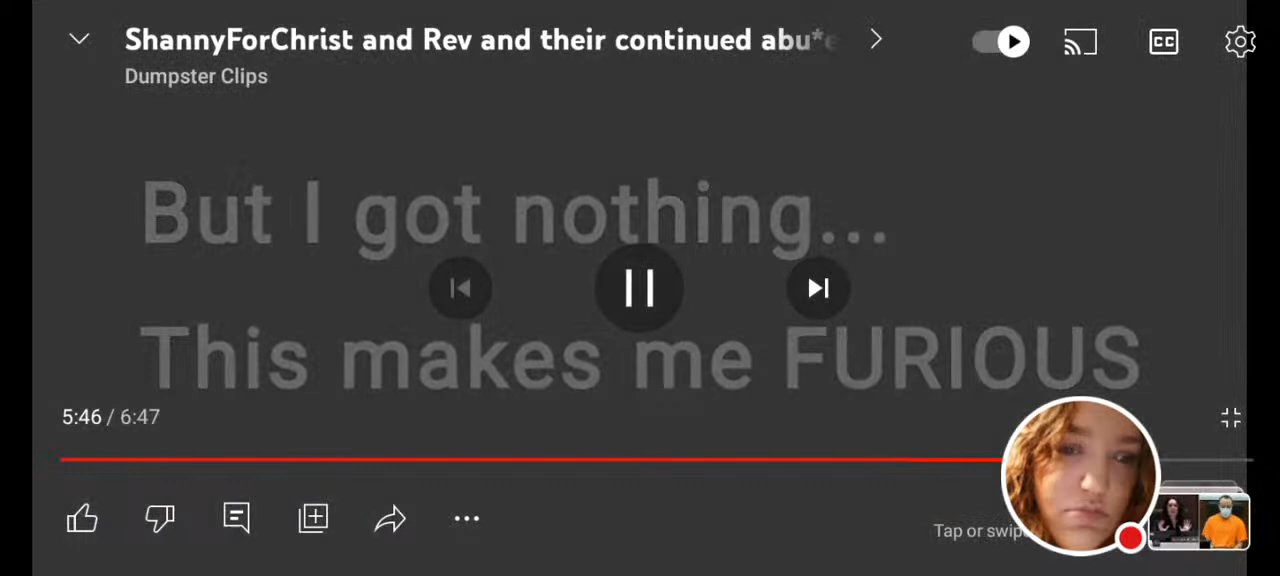 ShannyForChrist and Rev and their continued abu*
Dumpster Clips
CC
But I got nothing...
This makes me FURIOUS
5:46 / 6:47
Tap or swip